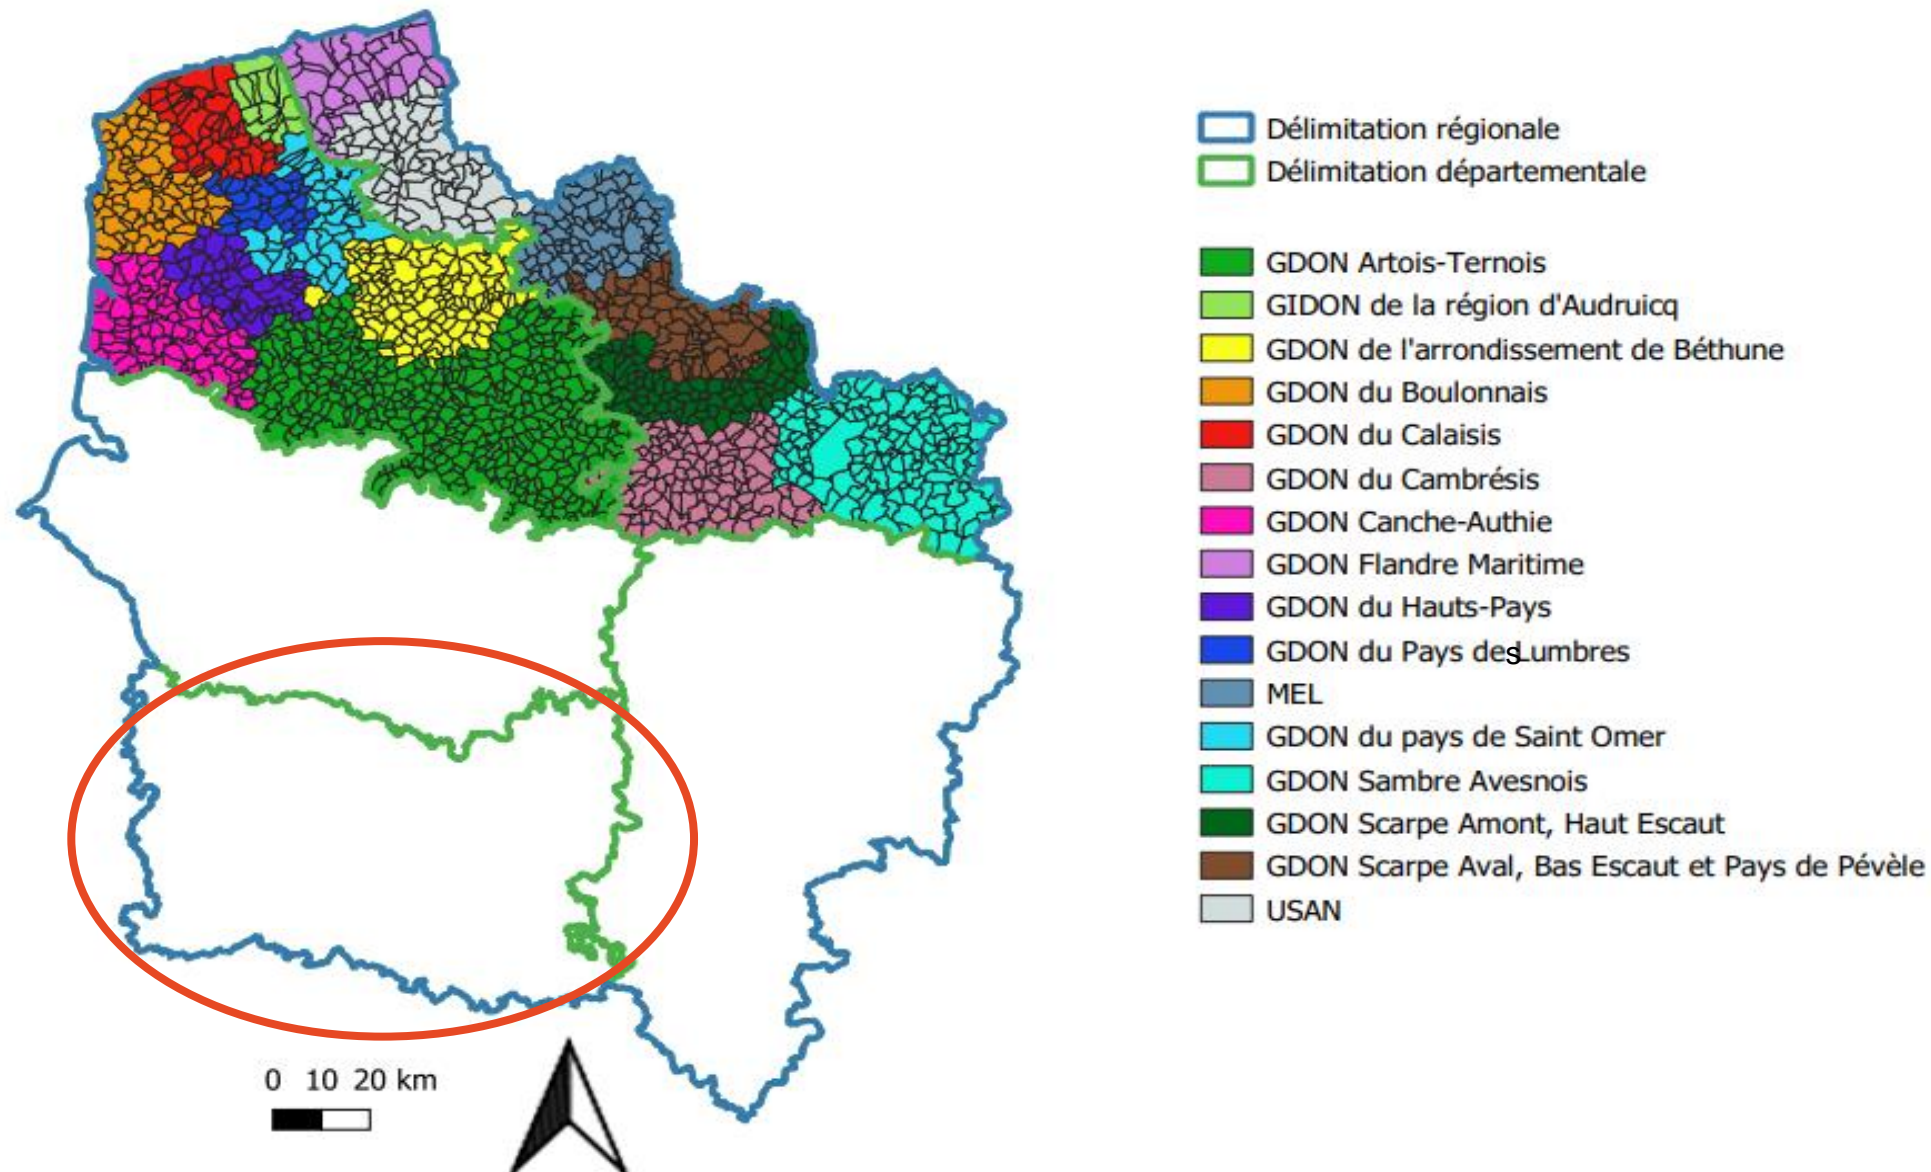 Délimitation régionale
Délimitation départementale
GDON Artois-Ternois
GIDON de la région d'Audruicq
GDON de l'arrondissement de Béthune
GDON du Boulonnais
GDON du Calaisis
GDON du Cambrésis
GDON Canche-Authie
GDON Flandre Maritime
GDON du Hauts-Pays
GDON du Pays des Lumbres
MEL
GDON du pays de Saint Omer
GDON Sambre Avesnois
GDON Scarpe Amont, Haut Escaut
GDON Scarpe Aval, Bas Escaut et Pays de Pévèle
USAN
0 10 20 km